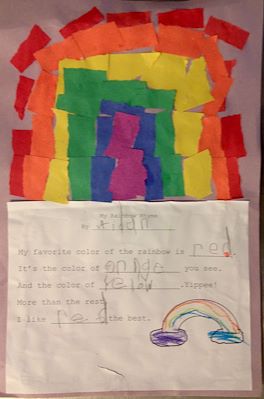 My Rainbow Rhyme
By Aidan
My favorite color of the rainbow is red.
It's the color of orange you see.
And the color of yellow. Yippee!
More than the rest,
I like red the best.